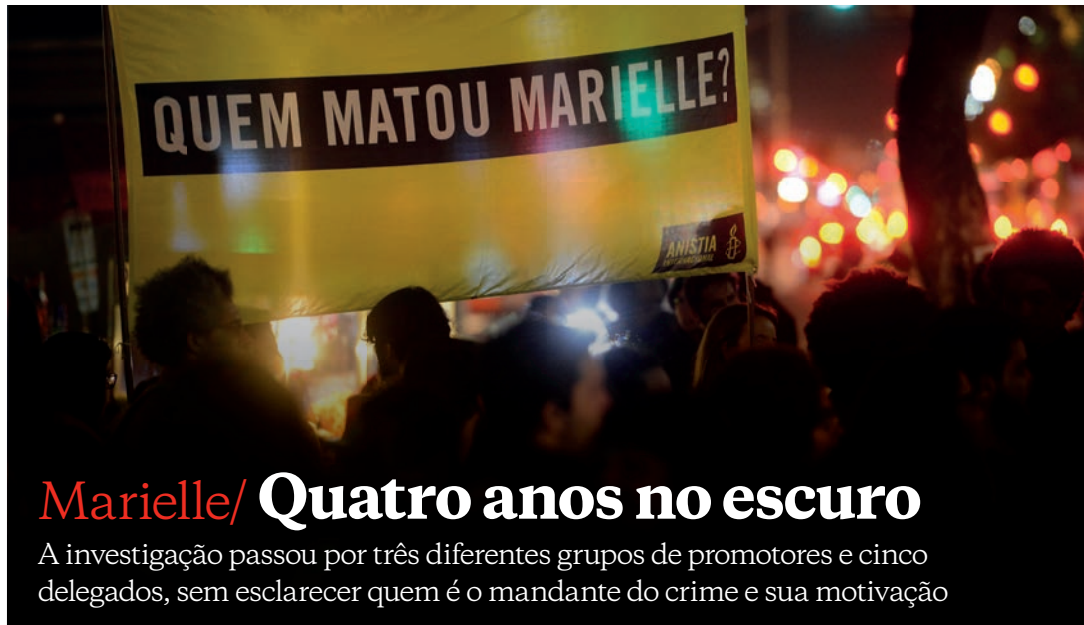 QUEM MATOU MARIELLE?
ANISTIA
INTERNACIONAL
Marielle/ Quatro anos no escuro
A investigação passou por três diferentes grupos de promotores e cinco
delegados, sem esclarecer quem é o mandante do crime e sua motivação